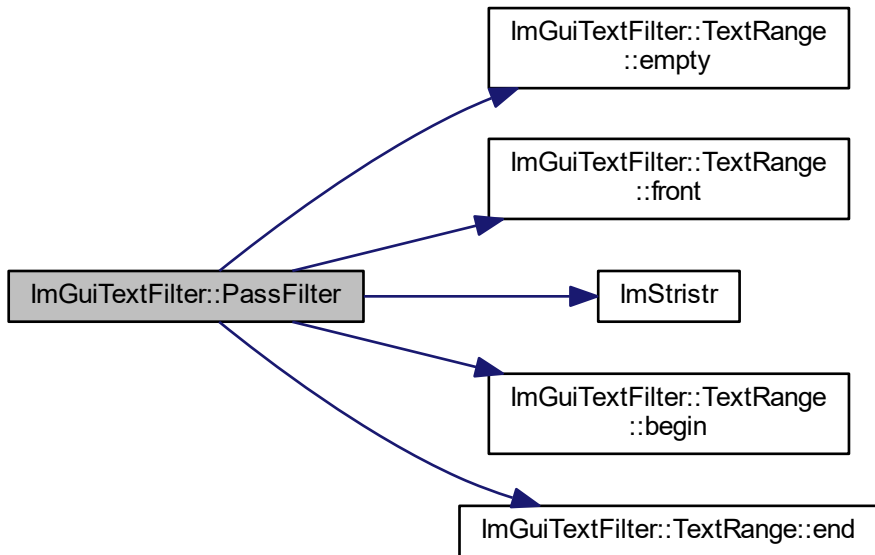 ImGuiTextFilter::TextRange
::empty
ImGuiTextFilter::TextRange
::front
ImGuiTextFilter::PassFilter
ImStristr
ImGuiTextFilter::TextRange
::begin
ImGuiTextFilter::TextRange::end